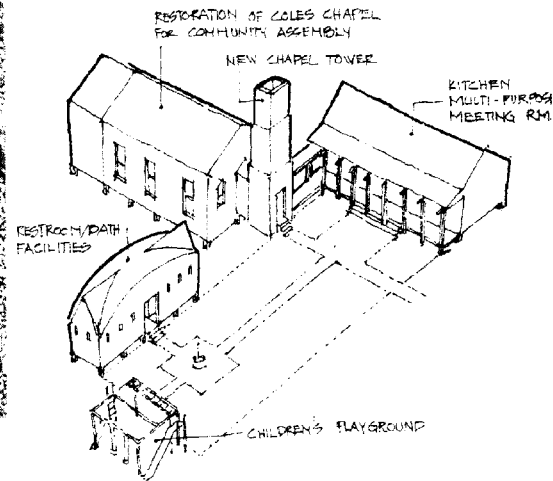 RESTORATION OF COLES CHAPEL
FOR COMMUNITY ASSEMBLY
NEW CHAPEL TOWER
KITCHEN
MULTI-PURPOSE
MEETING RM.
RESTROOM/BATH
FACILITIES
CHILDREN'S PLAYGROUND